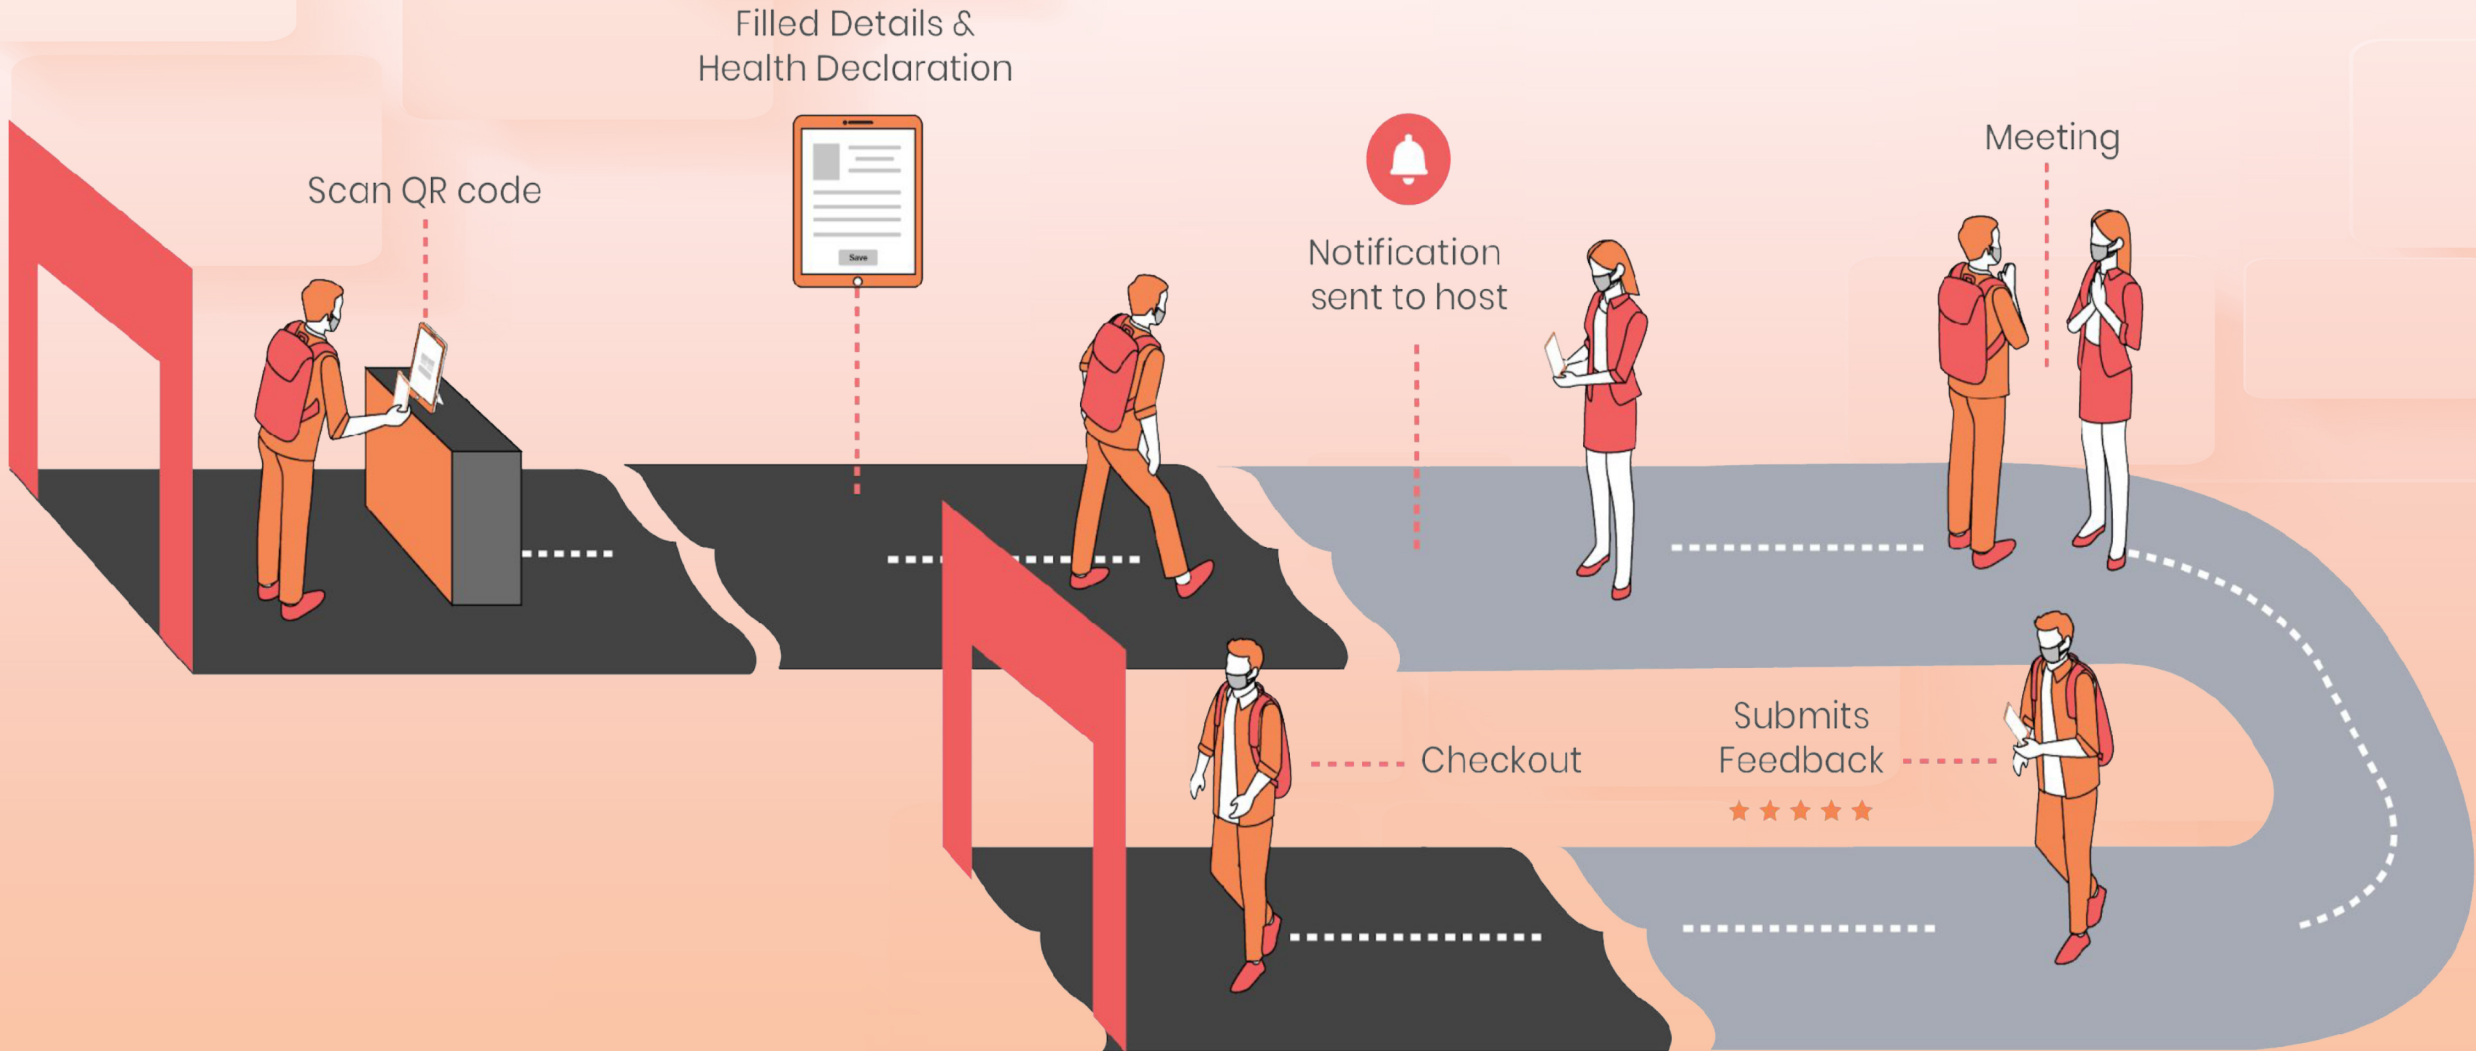 Filled Details &
Health Declaration
Scan QR code
Save
Notification
sent to host
Meeting
Submits
Feedback
Checkout